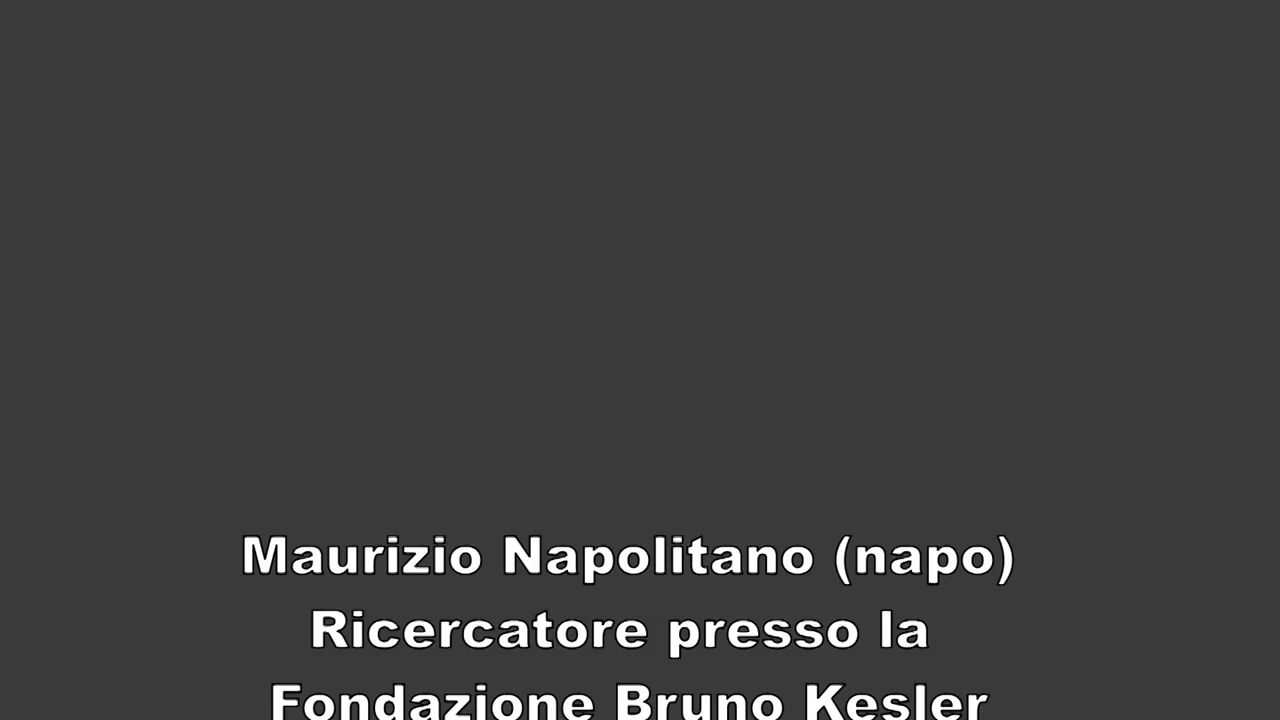 Maurizio Napolitano (napo)
Ricercatore presso la
Fondazione Bruno Kesler